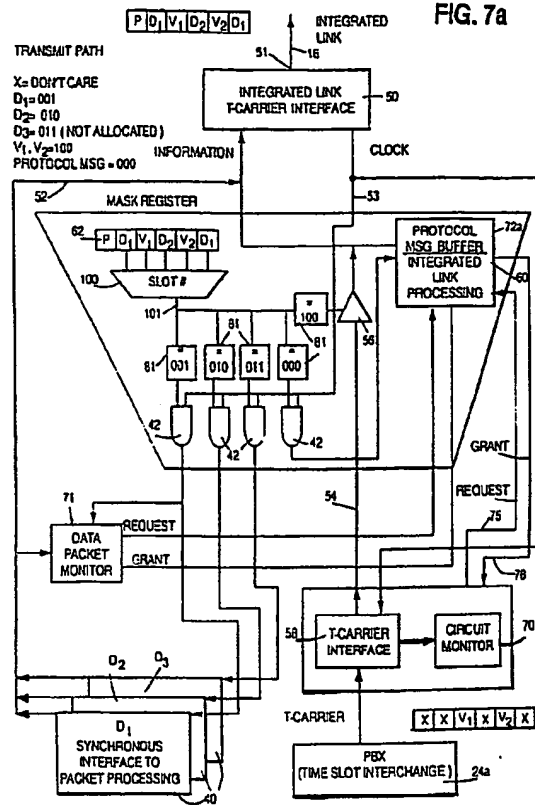 FIG. 7a
P D1 V1 D2 V2 D1
INTEGRATED
LINK
51
16
TRANSMIT PATH
X= DON'T CARE
D1=001
D2=010
D3=011 (NOT ALLOCATED)
V1, V2=100
PROTOCOL MSG = 000
INTEGRATED LINK
T-CARRIER INTERFACE
50
INFORMATION
CLOCK
52
53
MASK REGISTER
62
P D1 V1 D2 V2 D1
100
SLOT #
101
81
PROTOCOL
MSG BUFFER
INTEGRATED
LINK
PROCESSING
72a
60
=
100
81
56
81
=
001
=
010
=
011
=
000
81
42
42
42
54
GRANT
REQUEST
75
78
71
DATA
PACKET
MONITOR
REQUEST
GRANT
58
T-CARRIER
INTERFACE
CIRCUIT
MONITOR
70
D2
D3
D1
SYNCHRONOUS
INTERFACE TO
PACKET PROCESSING
40
T-CARRIER
X X V1 X V2 X
PBX
(TIME SLOT INTERCHANGE)
24a